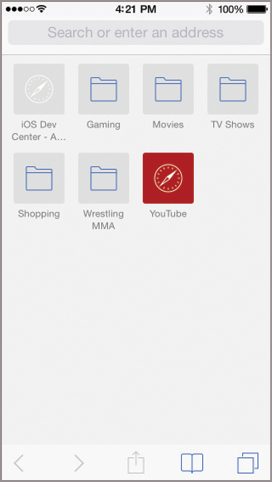 4:21 PM
100%
Search or enter an address
iOS Dev
Center - A...
Gaming
Movies
TV Shows
Shopping
Wrestling
MMA
YouTube